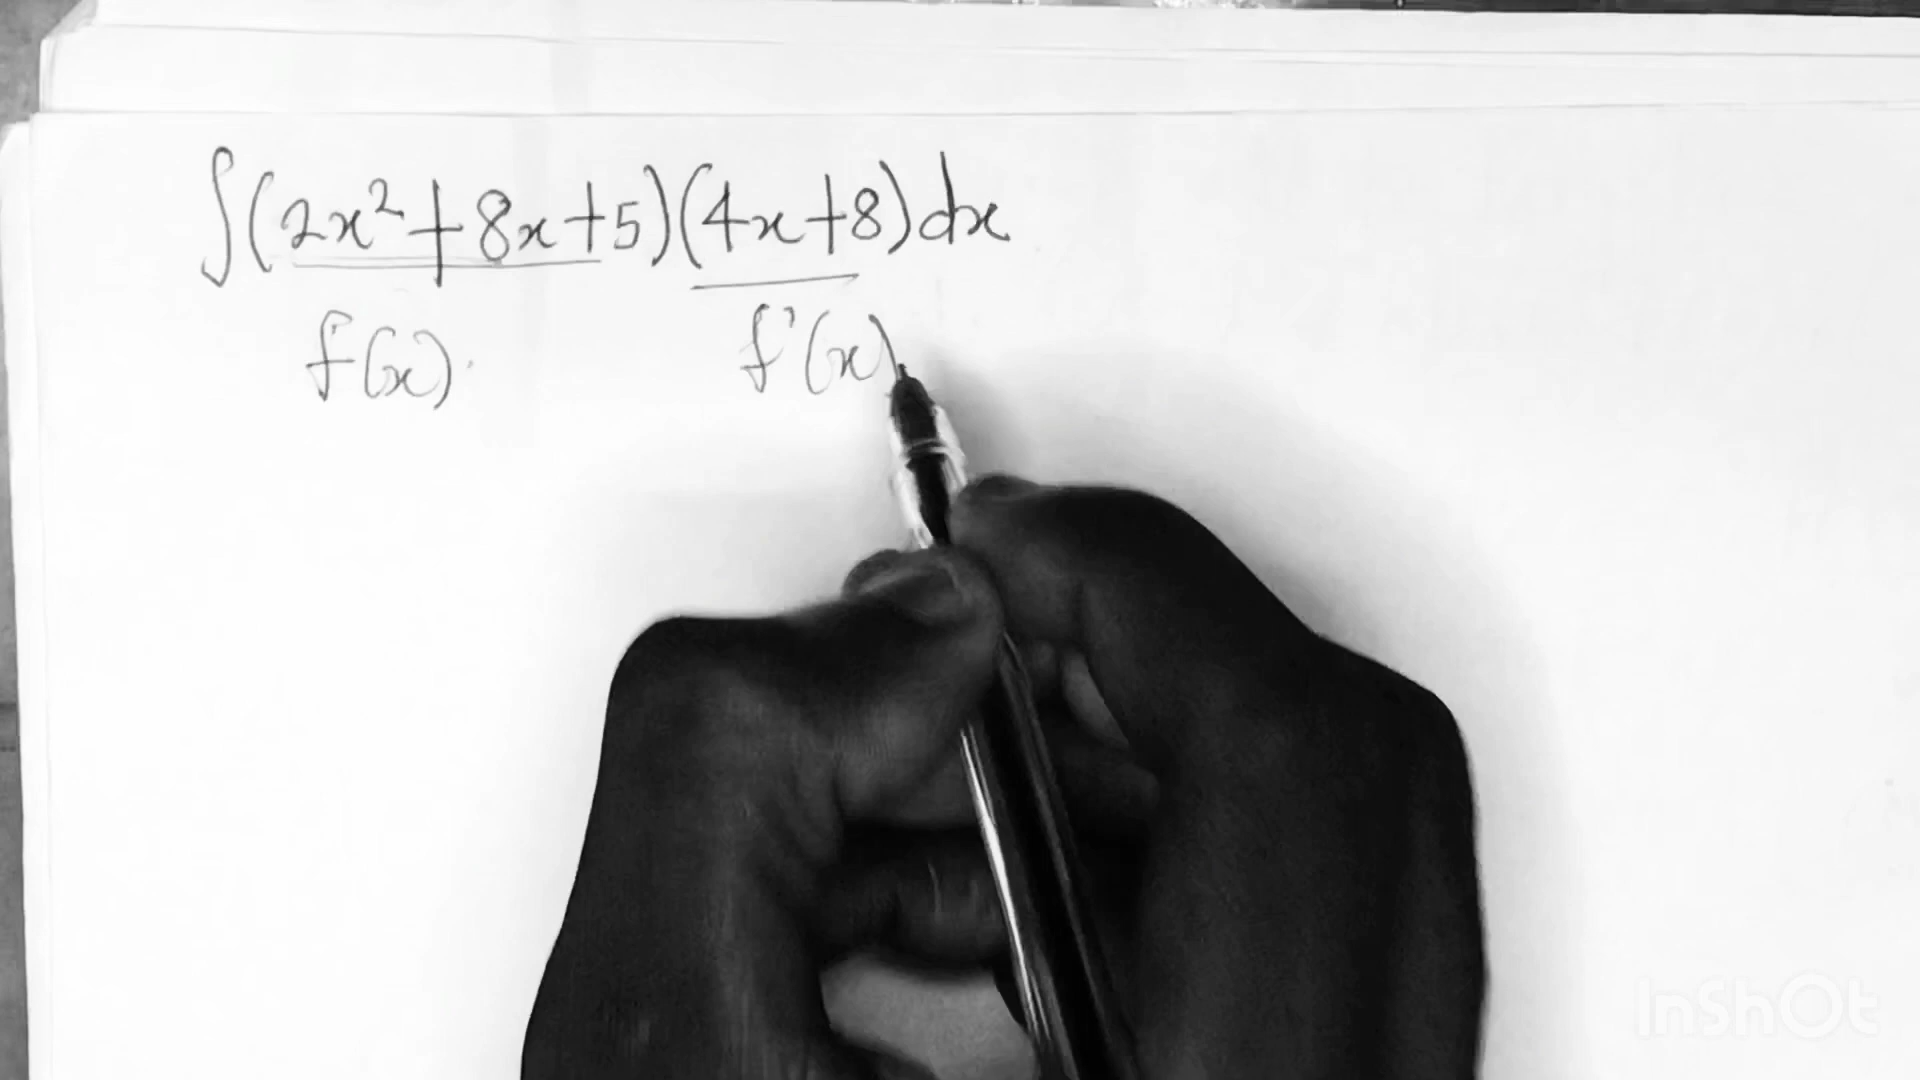 ∫(2x²+8x+5)(4x+8)dx
f(x). f'(x)
InShOt